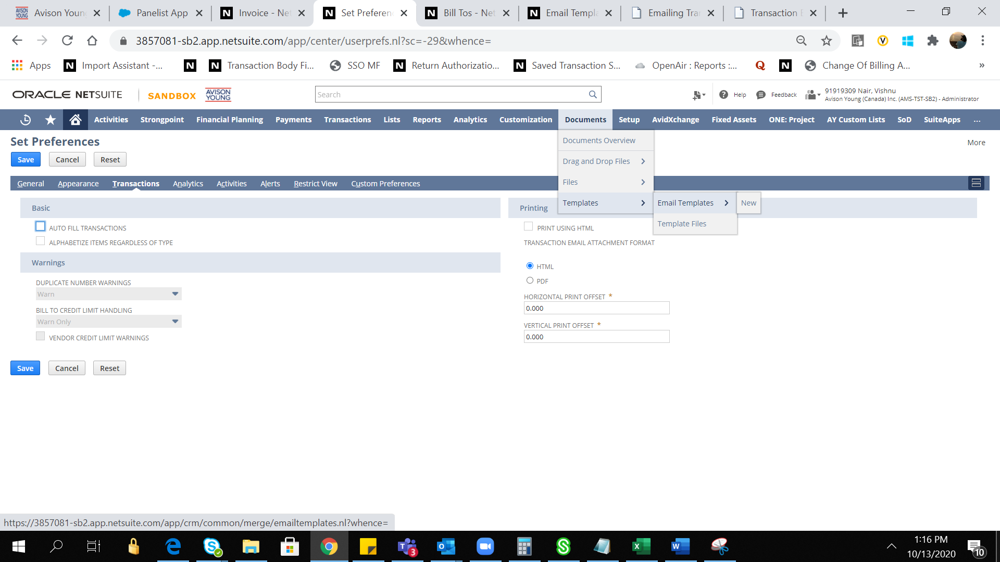 Avison Youn
Panelist App
Invoice - Net
Set Preferen
Bill Tos - Net
Email Templa
Emailing Tran
Transaction E
3857081-sb2.app.netsuite.com/app/center/userprefs.nl?sc=-29&whence=
Apps
Import Assistant -...
Transaction Body Fi...
SSO MF
Return Authorizatio...
Saved Transaction S...
OpenAir : Reports :...
Change Of Billing A...
»
ORACLE NETSUITE
SANDBOX
AVISON YOUNG
Search
Help
Feedback
91919309 Nair, Vishnu
Avison Young (Canada) Inc. (AMS-TST-SB2) - Administrator
Activities
Strongpoint
Financial Planning
Payments
Transactions
Lists
Reports
Analytics
Customization
Documents
Setup
AvidXchange
Fixed Assets
ONE: Project
AY Custom Lists
SoD
SuiteApps
...
Set Preferences
More
Save
Cancel
Reset
Documents Overview
Drag and Drop Files
Files
Templates
Email Templates
New
Template Files
General
Appearance
Transactions
Analytics
Activities
Alerts
Restrict View
Custom Preferences
Basic
AUTO FILL TRANSACTIONS
ALPHABETIZE ITEMS REGARDLESS OF TYPE
Warnings
DUPLICATE NUMBER WARNINGS
Warn
BILL TO CREDIT LIMIT HANDLING
Warn Only
VENDOR CREDIT LIMIT WARNINGS
Printing
PRINT USING HTML
TRANSACTION EMAIL ATTACHMENT FORMAT
HTML
PDF
HORIZONTAL PRINT OFFSET *
0.000
VERTICAL PRINT OFFSET *
0.000
Save
Cancel
Reset
https://3857081-sb2.app.netsuite.com/app/crm/common/merge/emailtemplates.nl?whence=
3
1:16 PM
10/13/2020
10